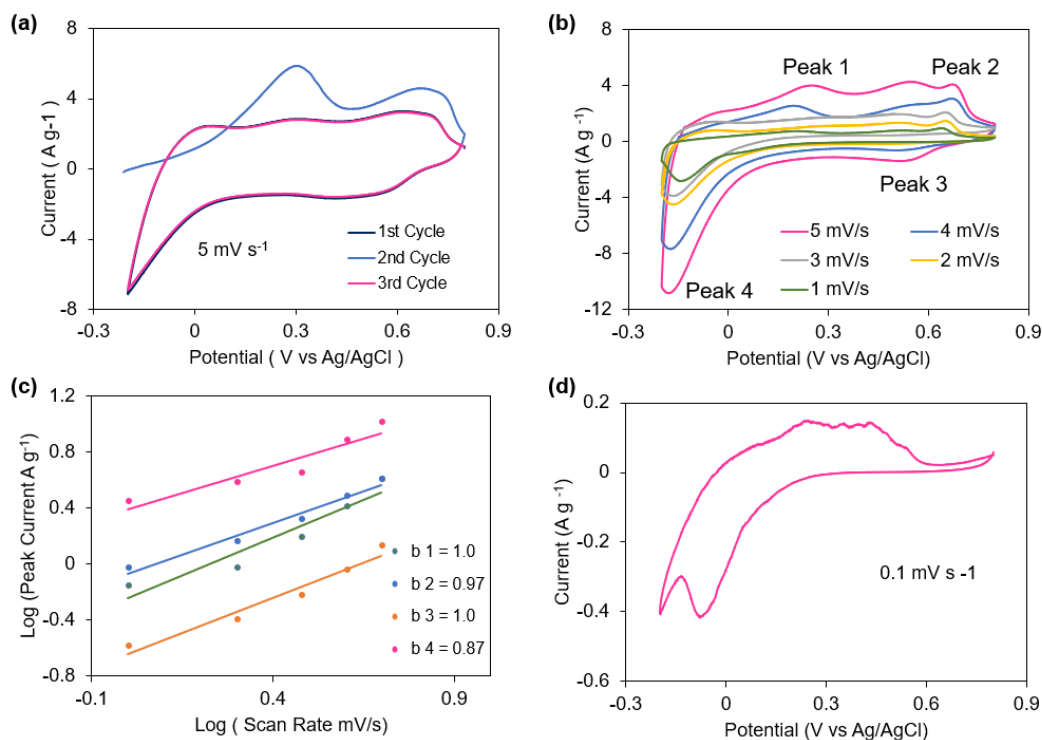 (a)
8
4
0
-4
-8
Current ( A g-1 )
5 mV s⁻¹
1st Cycle
2nd Cycle
3rd Cycle
-0.3
0
0.3
0.6
0.9
Potential ( V vs Ag/AgCl )
(b)
8
4
0
-4
-8
-12
Current (A g⁻¹)
Peak 1
Peak 2
Peak 3
Peak 4
5 mV/s
4 mV/s
3 mV/s
2 mV/s
1 mV/s
-0.3
0
0.3
0.6
0.9
Potential (V vs Ag/AgCl)
(c)
1.2
0.8
0.4
0
-0.4
-0.8
Log (Peak Current A g⁻¹)
b 1 = 1.0
b 2 = 0.97
b 3 = 1.0
b 4 = 0.87
-0.1
0.4
0.9
Log ( Scan Rate mV/s)
(d)
0.2
0
-0.2
-0.4
-0.6
Current (A g ⁻¹)
0.1 mV s -1
-0.3
0
0.3
0.6
0.9
Potential (V vs Ag/AgCl)